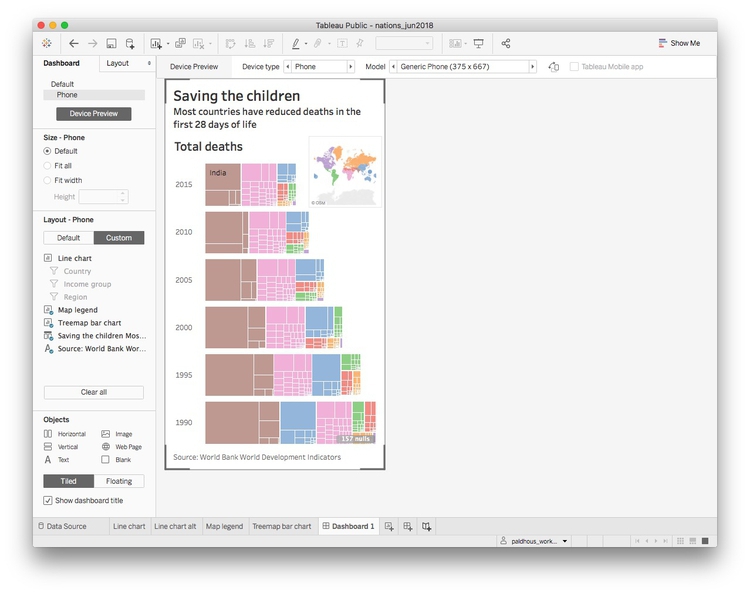 Tableau Public - nations_jun2018
Show Me
Dashboard
Layout
Device Preview
Device type
Phone
Model
Generic Phone (375 x 667)
Tableau Mobile app
Default
Phone
Device Preview
Size - Phone
Default
Fit all
Fit width
Height
Layout - Phone
Default
Custom
Line chart
Country
Income group
Region
Map legend
Treemap bar chart
Saving the children Mos...
Source: World Bank Wor...
Clear all
Objects
Horizontal
Image
Vertical
Web Page
A Text
Blank
Tiled
Floating
Show dashboard title
Saving the children
Most countries have reduced deaths in the
first 28 days of life
Total deaths
© OSM
India
2015
2010
2005
2000
1995
1990
157 nulls
Source: World Bank World Development Indicators
Data Source
Line chart
Line chart alt
Map legend
Treemap bar chart
Dashboard 1
paldhous_work...